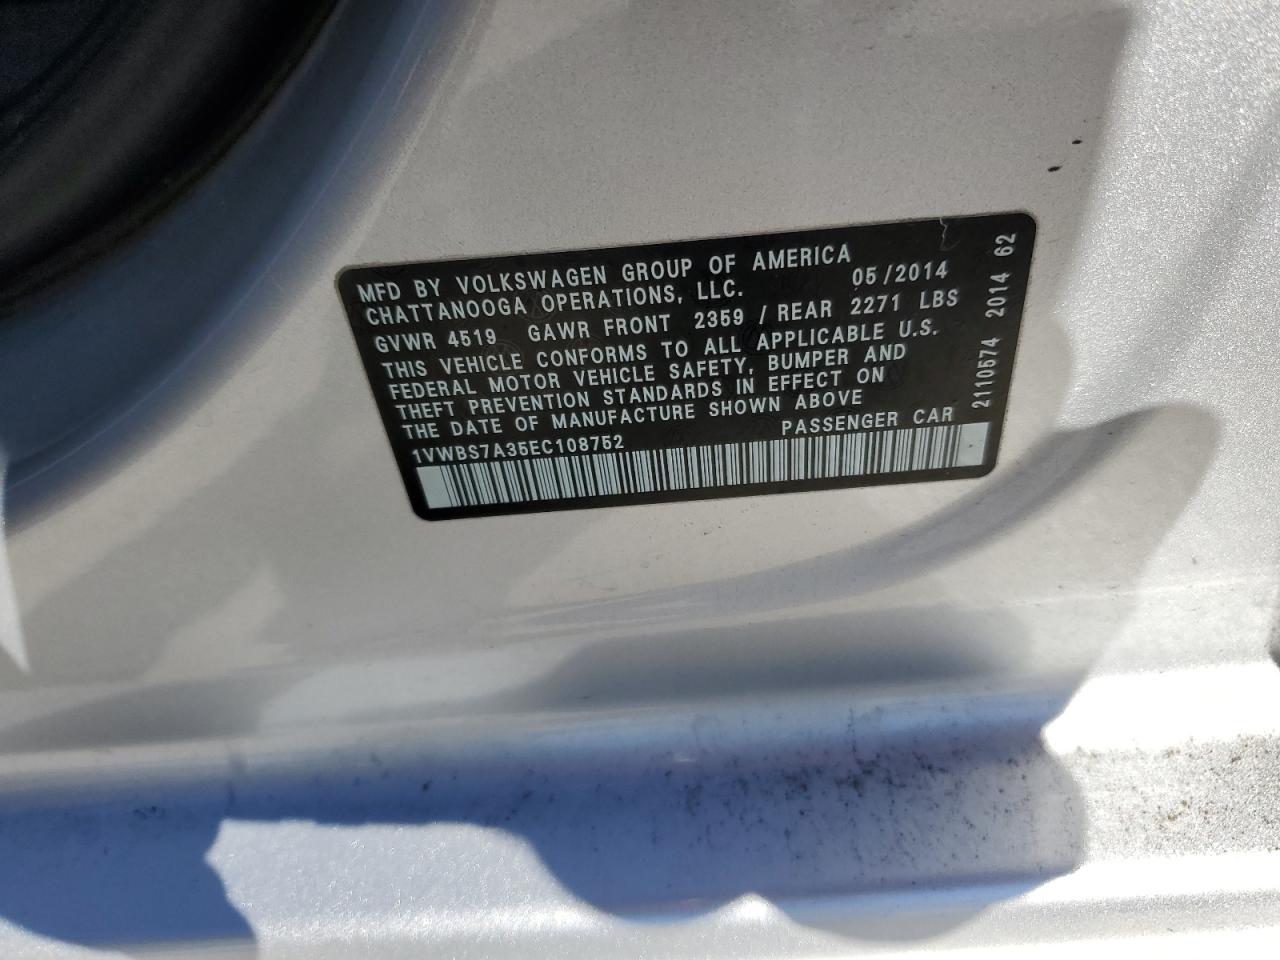 MFD BY VOLKSWAGEN GROUP OF AMERICA
CHATTANOOGA OPERATIONS, LLC. 05/2014
GVWR 4519 GAWR FRONT 2359 / REAR 2271 LBS
THIS VEHICLE CONFORMS TO ALL APPLICABLE U.S.
FEDERAL MOTOR VEHICLE SAFETY, BUMPER AND
THEFT PREVENTION STANDARDS IN EFFECT ON
THE DATE OF MANUFACTURE SHOWN ABOVE
1VWBS7A35EC108752 PASSENGER CAR
2110574 2014 62